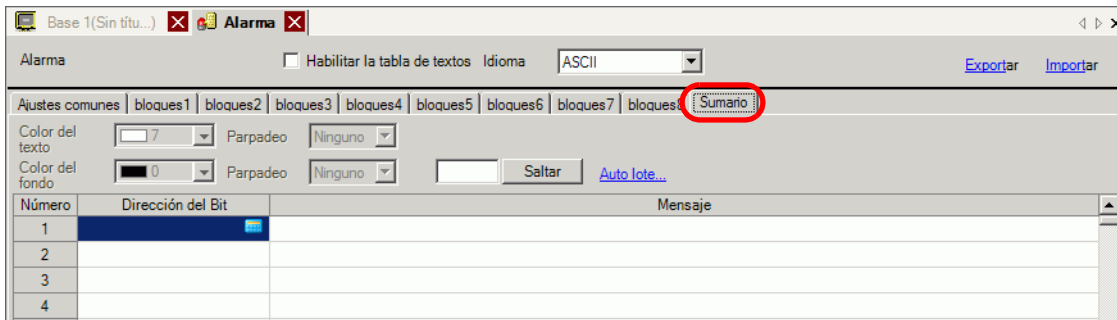 Base 1(Sin títu...) Alarma
Alarma Habilitar la tabla de textos Idioma ASCII Exportar Importar
Ajustes comunes bloques1 bloques2 bloques3 bloques4 bloques5 bloques6 bloques7 bloques8 Sumario
Color del texto 7 Parpadeo Ninguno
Color del fondo 0 Parpadeo Ninguno Saltar Auto lote...
Número Dirección del Bit Mensaje
1
2
3
4